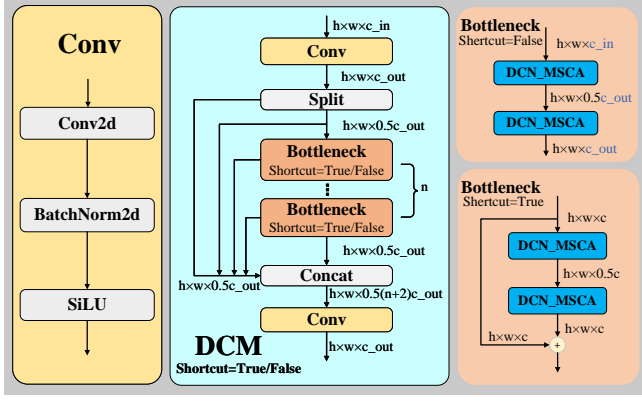 Conv
Conv2d
BatchNorm2d
SiLU
h×w×c_in
Conv
h×w×c_out
Split
h×w×0.5c_out
Bottleneck
Shortcut=True/False
n
Bottleneck
Shortcut=True/False
h×w×0.5c_out
Concat
h×w×0.5c_out
h×w×0.5(n+2)c_out
Conv
h×w×c_out
DCM
Shortcut=True/False
Bottleneck
Shertcut=False
h×w×c_in
DCN_MSCA
h×w×0.5c_out
DCN_MSCA
h×w×c_out
Bottleneck
Shertcut=True
h×w×c
DCN_MSCA
h×w×0.5c
DCN_MSCA
h×w×c
h×w×c
+